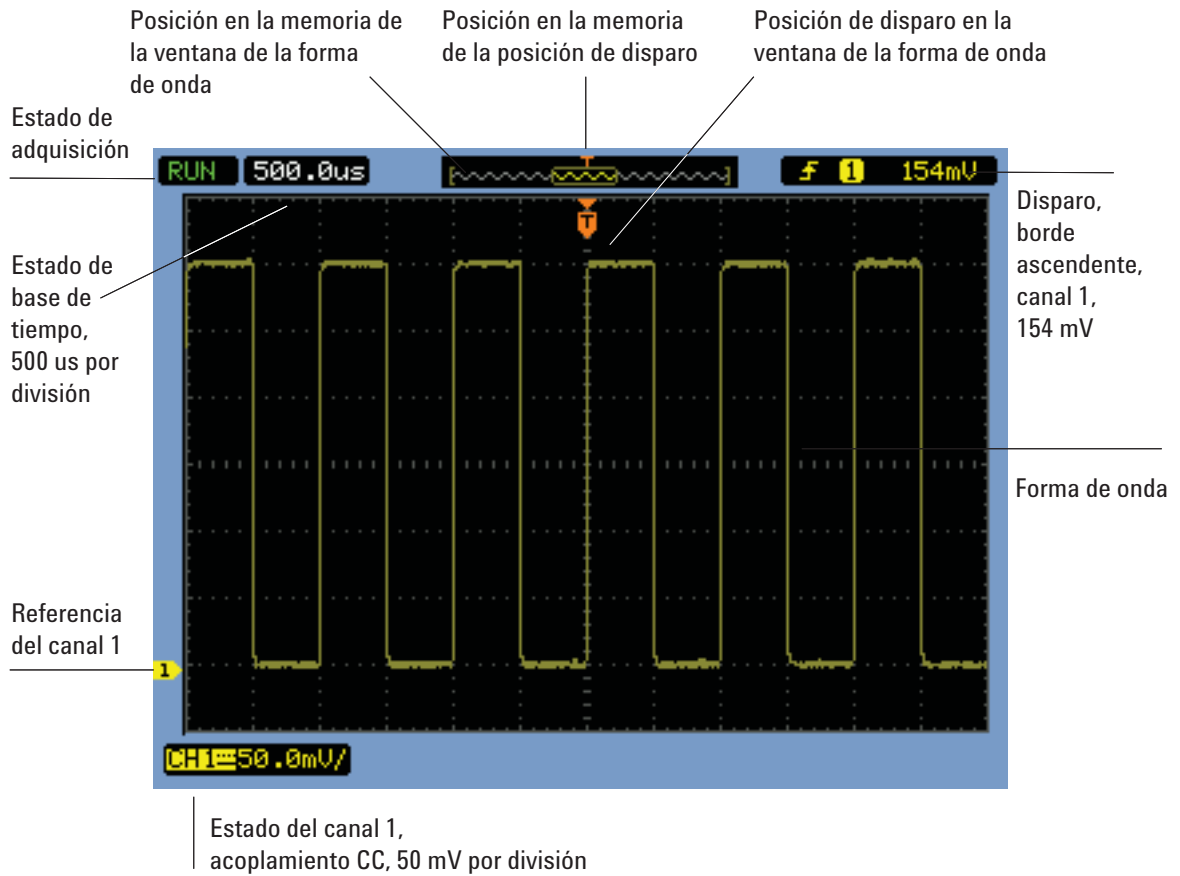 Posición en la memoria de
la ventana de la forma
de onda
Posición en la memoria
de la posición de disparo
Posición de disparo en la
ventana de la forma de onda
Estado de
adquisición
RUN
500.0us
T
1
154mV
T
Disparo,
borde
ascendente,
canal 1,
154 mV
Estado de
base de
tiempo,
500 us por
división
Forma de onda
Referencia
del canal 1
1
CH1 50.0mV/
Estado del canal 1,
acoplamiento CC, 50 mV por división